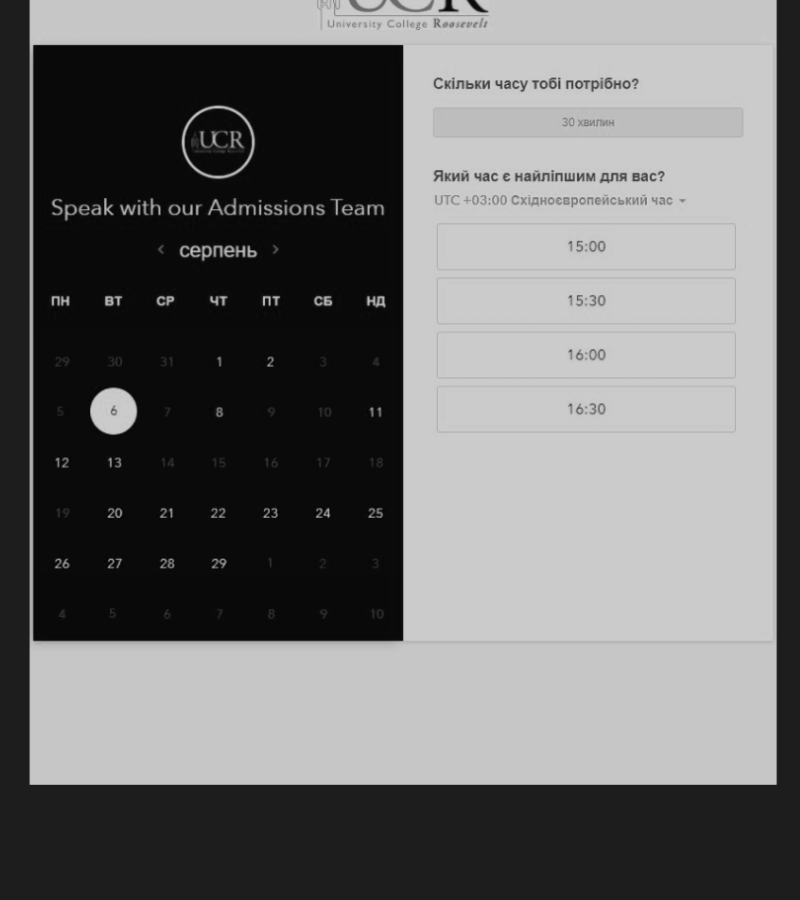 UCR
University College Roosevelt
UCR
Speak with our Admissions Team
‹ серпень ›
ПН ВТ СР ЧТ ПТ СБ НД
29 30 31 1 2 3 4
5 6 7 8 9 10 11
12 13 14 15 16 17 18
19 20 21 22 23 24 25
26 27 28 29 1 2 3
4 5 6 7 8 9 10
Скільки часу тобі потрібно?
30 хвилин
Який час є найліпшим для вас?
UTC +03:00 Східноєвропейський час
15:00
15:30
16:00
16:30